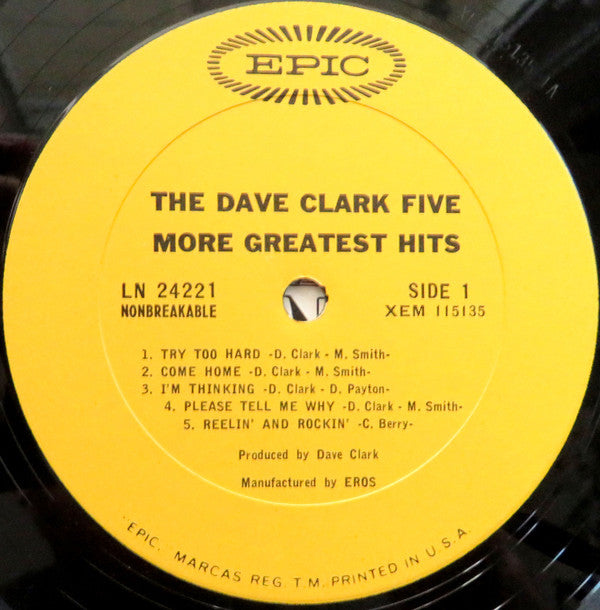 EPIC
THE DAVE CLARK FIVE
MORE GREATEST HITS
LN 24221
NONBREAKABLE
SIDE 1
XEM 115135
1. TRY TOO HARD -D. Clark - M. Smith-
2. COME HOME -D. Clark - M. Smith-
3. I'M THINKING -D. Clark - D. Payton-
4. PLEASE TELL ME WHY -D. Clark - M. Smith-
5. REELIN' AND ROCKIN' -C. Berry-
Produced by Dave Clark
Manufactured by EROS
"EPIC, MARCAS REG. T.M. PRINTED IN U.S.A.